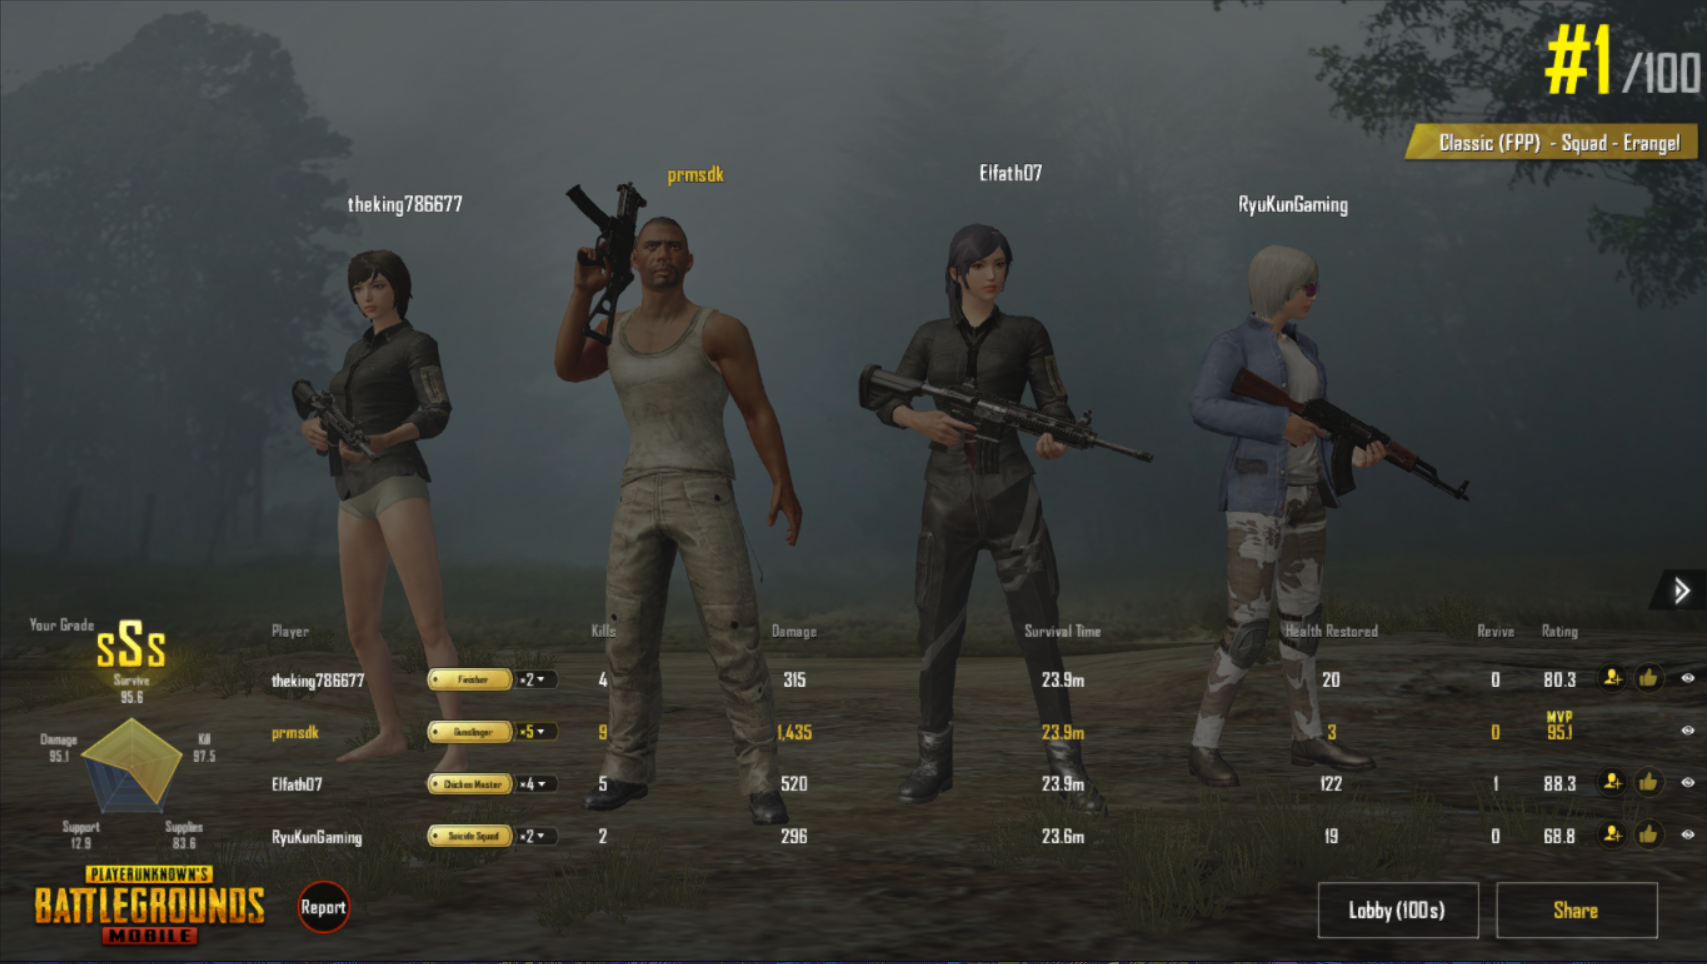 #1 /100
Classic (FPP) - Squad - Erangel
prmsdk
Elfath07
theking786677
RyuKunGaming
Your Grade
SSS
Survive
95.6
Damage
95.1
Kill
97.5
Support
12.9
Supplies
83.6
Player Kills Damage Survival Time Health Restored Revive Rating
theking786677 Finisher ×2 4 315 23.9m 20 0 80.3
MVP
prmsdk Gunslinger ×5 9 1,435 23.9m 3 0 95.1
Elfath07 Chicken Master ×4 5 520 23.9m 122 1 88.3
RyuKunGaming Suicide Squad ×2 2 296 23.6m 19 0 68.8
PLAYERUNKNOWN'S
BATTLEGROUNDS
MOBILE
Report
Lobby (100s)
Share